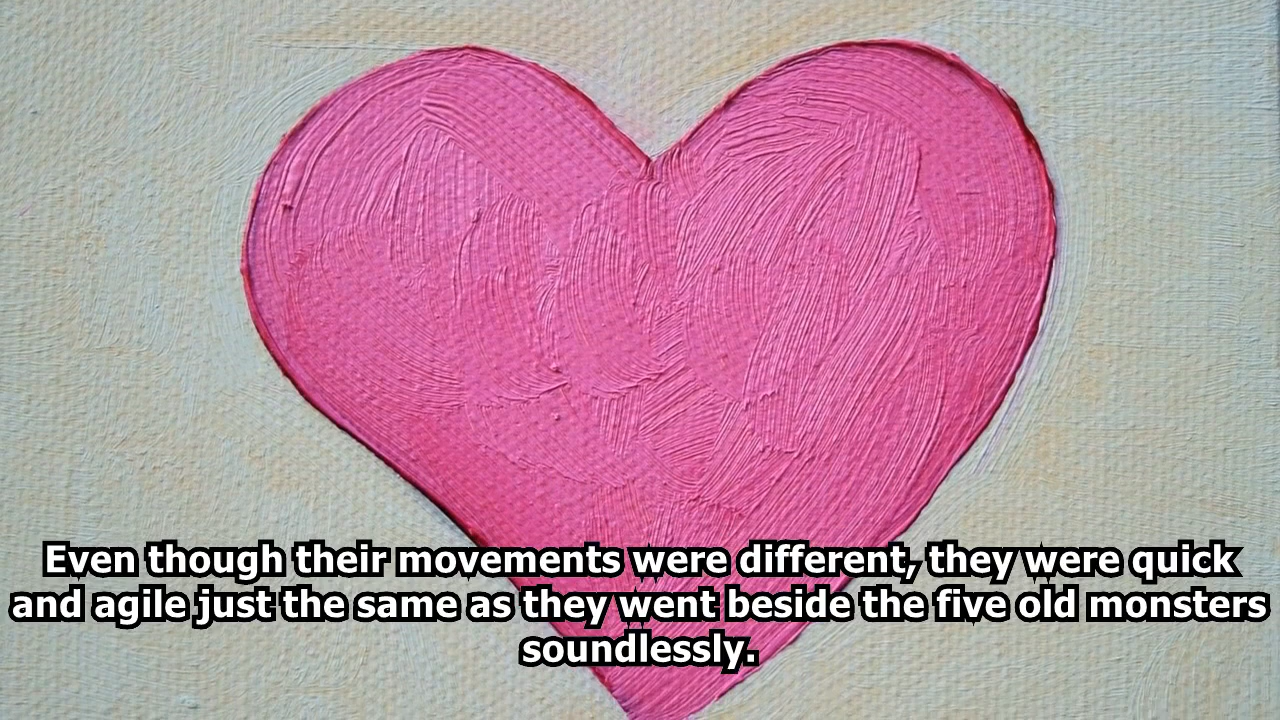 Even though their movements were different, they were quick
and agile just the same as they went beside the five old monsters
soundlessly.